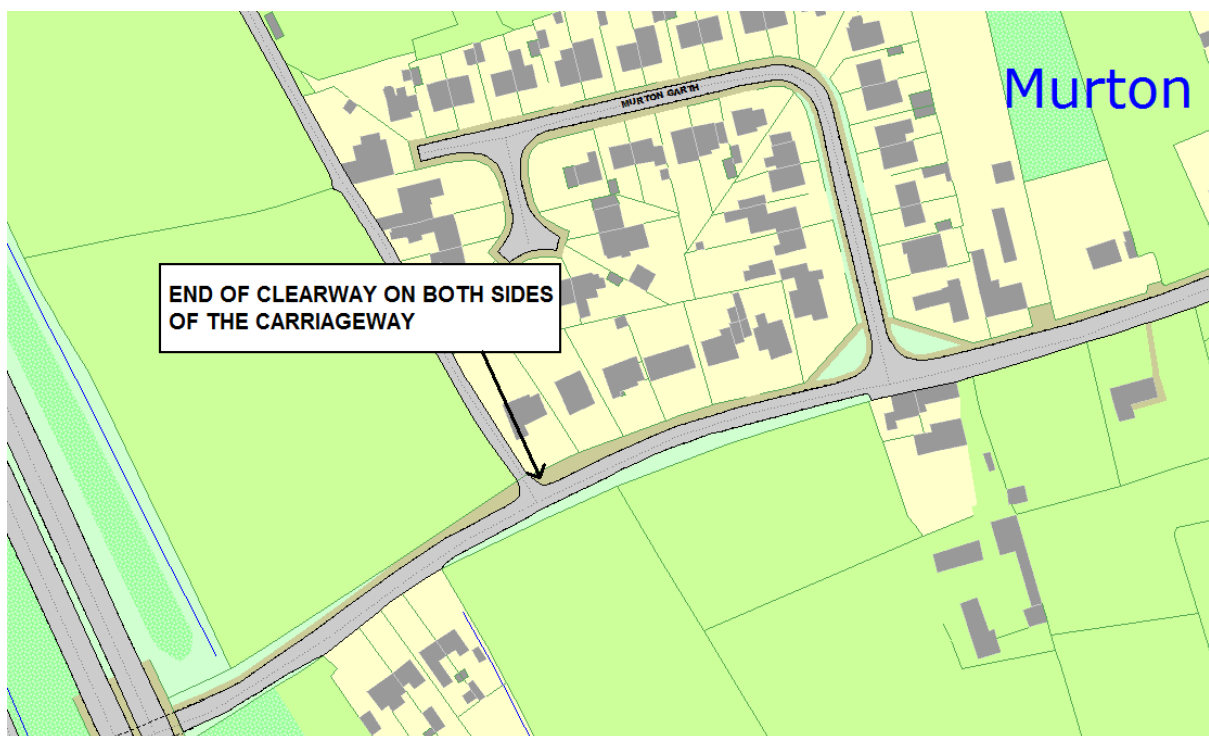 Murton
MURTON GARTH
END OF CLEARWAY ON BOTH SIDES
OF THE CARRIAGEWAY